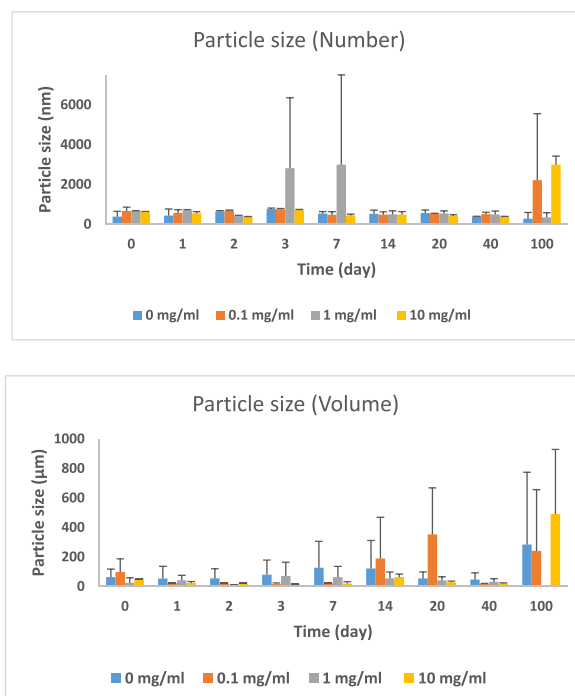 Particle size (Number)
Particle size (nm)
6000
4000
2000
0
0 1 2 3 7 14 20 40 100
Time (day)
0 mg/ml 0.1 mg/ml 1 mg/ml 10 mg/ml
Particle size (Volume)
Particle size (µm)
1000
800
600
400
200
0
0 1 2 3 7 14 20 40 100
Time (day)
0 mg/ml 0.1 mg/ml 1 mg/ml 10 mg/ml